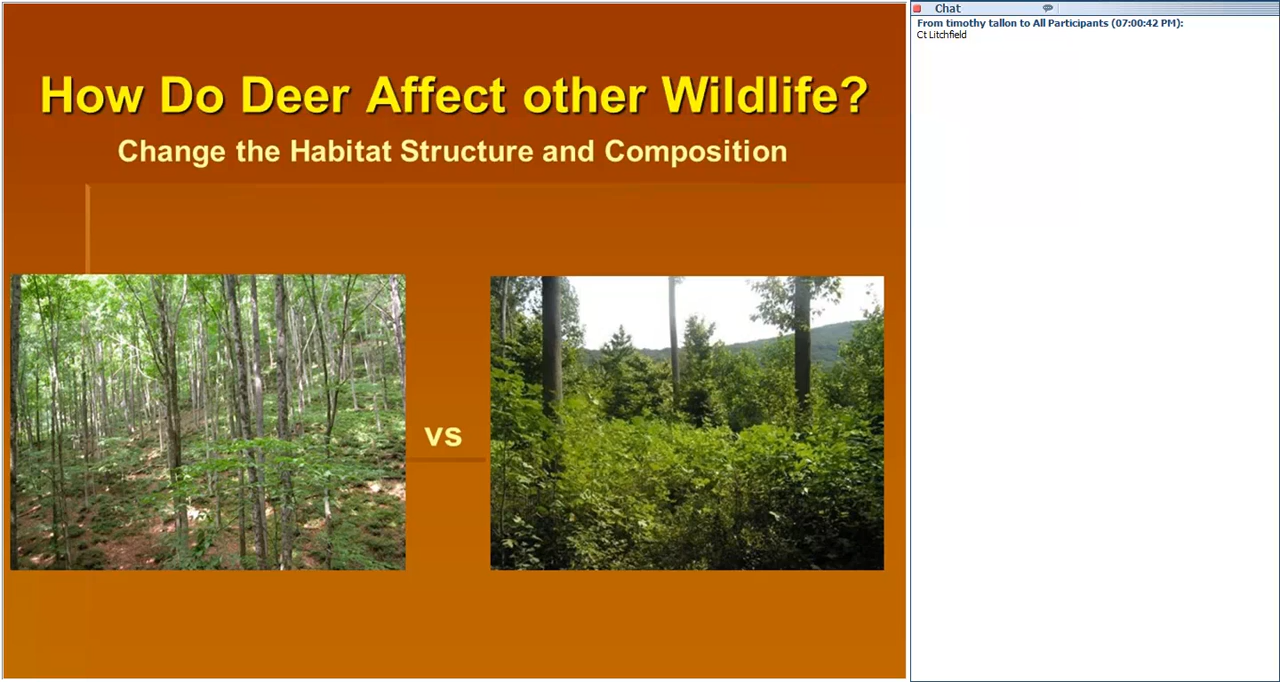 How Do Deer Affect other Wildlife?
Change the Habitat Structure and Composition
vs
Chat
From timothy tallon to All Participants (07:00:42 PM):
Ct Litchfield